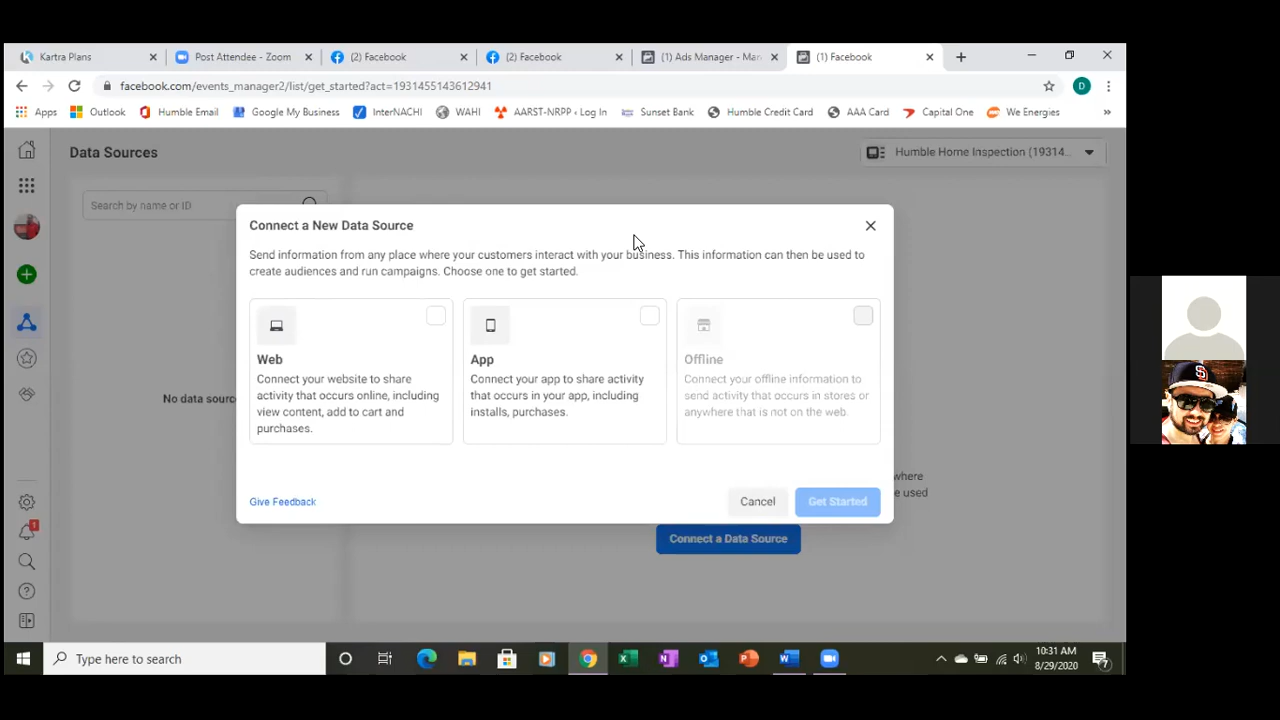 Kartra Plans
Post Attendee - Zoom
(2) Facebook
(2) Facebook
(1) Ads Manager - Man
(1) Facebook
facebook.com/events_manager2/list/get_started?act=1931455143612941
D
Apps
Outlook
Humble Email
Google My Business
InterNACHI
WAHI
AARST-NRPP ‹ Log In
Sunset Bank
Humble Credit Card
AAA Card
Capital One
We Energies
»
Data Sources
Humble Home Inspection (19314...
Search by name or ID
Connect a New Data Source
Send information from any place where your customers interact with your business. This information can then be used to
create audiences and run campaigns. Choose one to get started.
Web
Connect your website to share
activity that occurs online, including
view content, add to cart and
purchases.
App
Connect your app to share activity
that occurs in your app, including
installs, purchases.
Offline
Connect your offline information to
send activity that occurs in stores or
anywhere that is not on the web.
No data source
where
e used
Give Feedback
Cancel
Get Started
Connect a Data Source
1
Type here to search
10:31 AM
8/29/2020
7